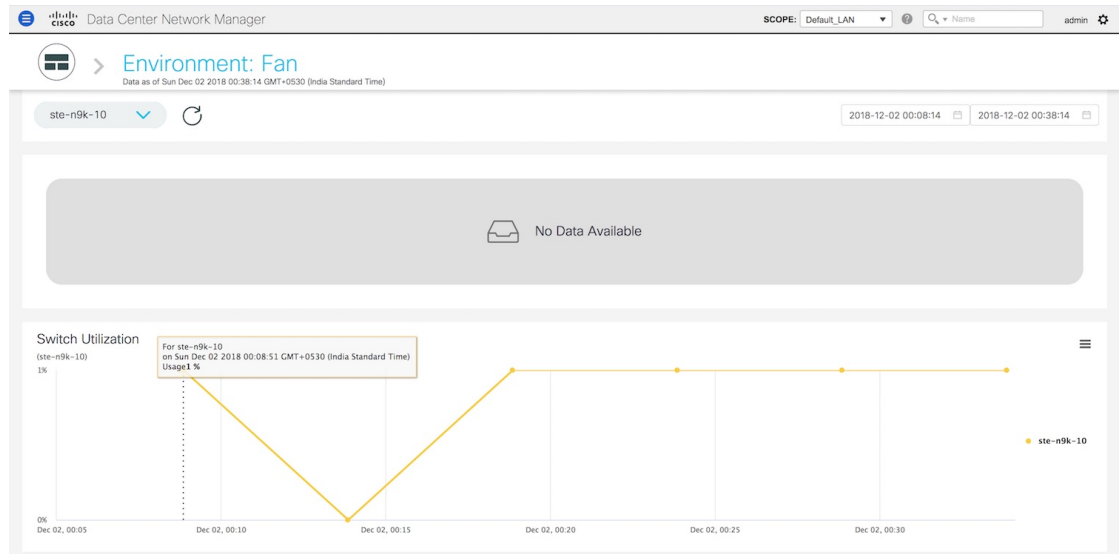 cisco Data Center Network Manager SCOPE: Default_LAN ? Name admin
Environment: Fan
Data as of Sun Dec 02 2018 00:38:14 GMT+0530 (India Standard Time)
ste-n9k-10 2018-12-02 00:08:14 2018-12-02 00:38:14
No Data Available
Switch Utilization
(ste-n9k-10)
For ste-n9k-10
on Sun Dec 02 2018 00:08:51 GMT+0530 (India Standard Time)
Usage1 %
1%
ste-n9k-10
0%
Dec 02, 00:05 Dec 02, 00:10 Dec 02, 00:15 Dec 02, 00:20 Dec 02, 00:25 Dec 02, 00:30